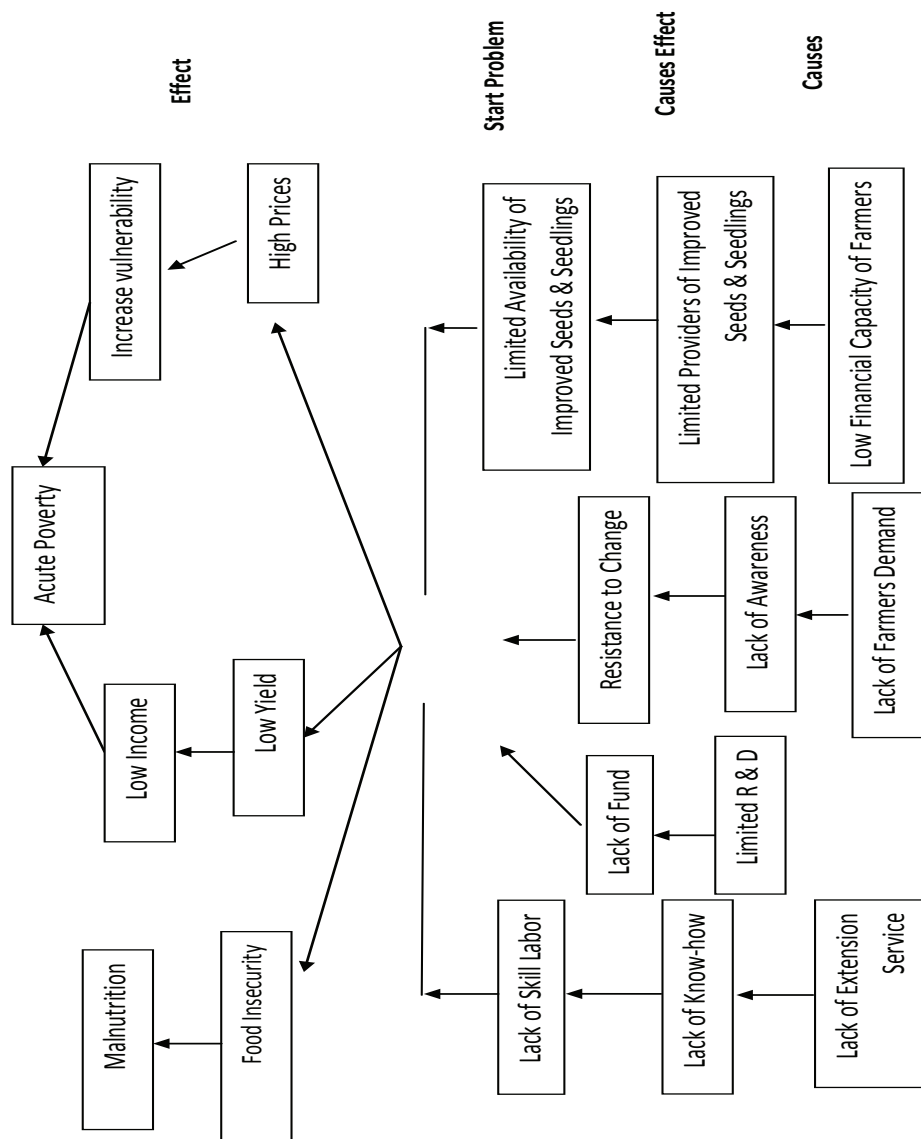 Lack of Extension
Service
Lack of Know-how
Lack of Skill Labor
Food Insecurity
Malnutrition
Limited R & D
Lack of Fund
Low Yield
Low Income
Lack of Farmers Demand
Lack of Awareness
Resistance to Change
Acute Poverty
Low Financial Capacity of Farmers
Limited Providers of Improved
Seeds & Seedlings
Limited Availability of
Improved Seeds & Seedlings
High Prices
Increase vulnerability
Causes
Causes Effect
Start Problem
Effect